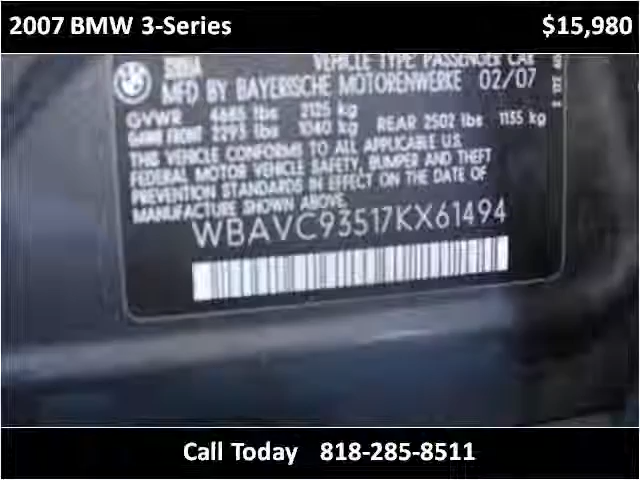 2007 BMW 3-Series $15,980
VEHICLE TYPE: PASSENGER CAR
MFD BY BAYERISCHE MOTORENWERKE 02/07
GVWR 4685 lbs 2125 kg
GAWR FRONT 2293 lbs 1040 kg REAR 2502 lbs 1135 kg
THIS VEHICLE CONFORMS TO ALL APPLICABLE U.S.
FEDERAL MOTOR VEHICLE SAFETY, BUMPER AND THEFT
PREVENTION STANDARDS IN EFFECT ON THE DATE OF
MANUFACTURE SHOWN ABOVE.
WBAVC93517KX61494
Call Today 818-285-8511